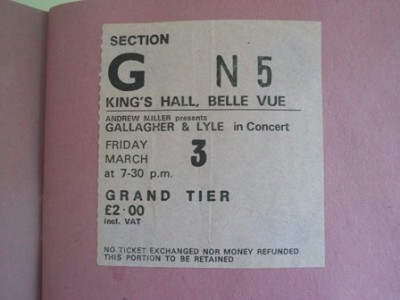 SECTION
G N 5
KING'S HALL, BELLE VUE
ANDREW MILLER presents
GALLAGHER & LYLE in Concert
FRIDAY
MARCH 3
at 7-30 p.m.
GRAND TIER
£2·00
incl. VAT
NO TICKET EXCHANGED NOR MONEY REFUNDED
THIS PORTION TO BE RETAINED